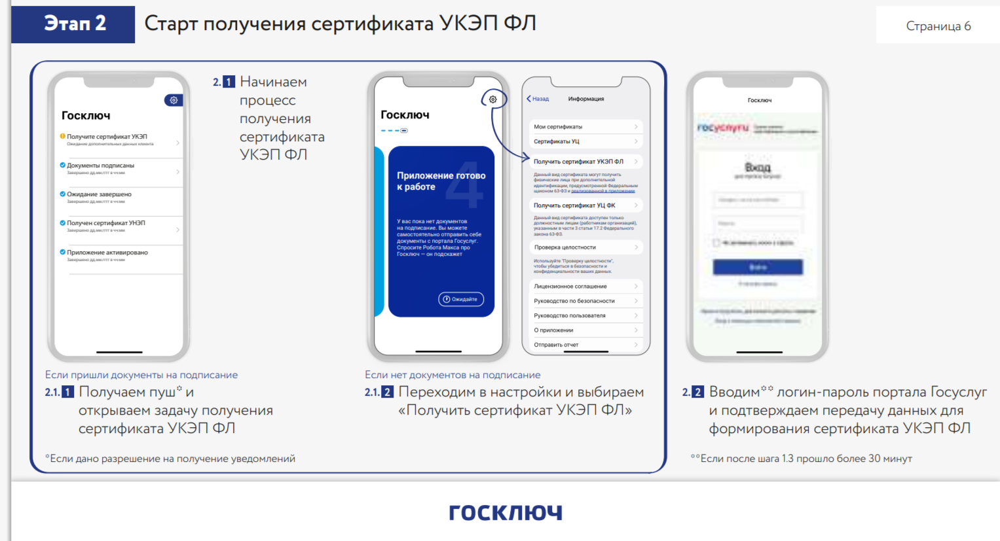 Этап 2
Старт получения сертификата УКЭП ФЛ
Страница 6
Госключ
Получите сертификат УКЭП
Ожидание дополнительных данных клиента
Документы подписаны
Завершено дд.мм.гггг в чч:мм
Ожидание завершено
Завершено дд.мм.гггг в чч:мм
Получен сертификат УНЭП
Завершено дд.мм.гггг в чч:мм
Приложение активировано
Завершено дд.мм.гггг в чч:мм
2.1 Начинаем
процесс
получения
сертификата
УКЭП ФЛ
Госключ
4
Приложение готово
к работе
У вас пока нет документов
на подписание. Вы можете
самостоятельно отправить себе
документы с портала Госуслуг.
Спросите Робота Макса про
Госключ — он подскажет
Ожидайте
Назад
Информация
Мои сертификаты
Сертификаты УЦ
Получить сертификат УКЭП ФЛ
Данный вид сертификата могут получить
физические лица при дополнительной
идентификации, предусмотренной Федеральным
щаконом 63-ФЗ и реализованной в приложении.
Получить сертификат УЦ ФК
Данный вид сертификата доступен только
должностным лицам (работникам организаций),
указанным в части 3 статьи 17.2 Федерального
закона 63-ФЗ.
Проверка целостности
Используйте "Проверку целостности",
чтобы убедиться в безопасности и
конфиденциальности ваших данных.
Лицензионное соглашение
Руководство по безопасности
Руководство пользователя
О приложении
Отправить отчет
Госключ
госуслуги
Вход
Войти
Если пришли документы на подписание
2.1.1 Получаем пуш* и
открываем задачу получения
сертификата УКЭП ФЛ
*Если дано разрешение на получение уведомлений
Если нет документов на подписание
2.1.2 Переходим в настройки и выбираем
«Получить сертификат УКЭП ФЛ»
2.2 Вводим** логин-пароль портала Госуслуг
и подтверждаем передачу данных для
формирования сертификата УКЭП ФЛ
**Если после шага 1.3 прошло более 30 минут
госключ